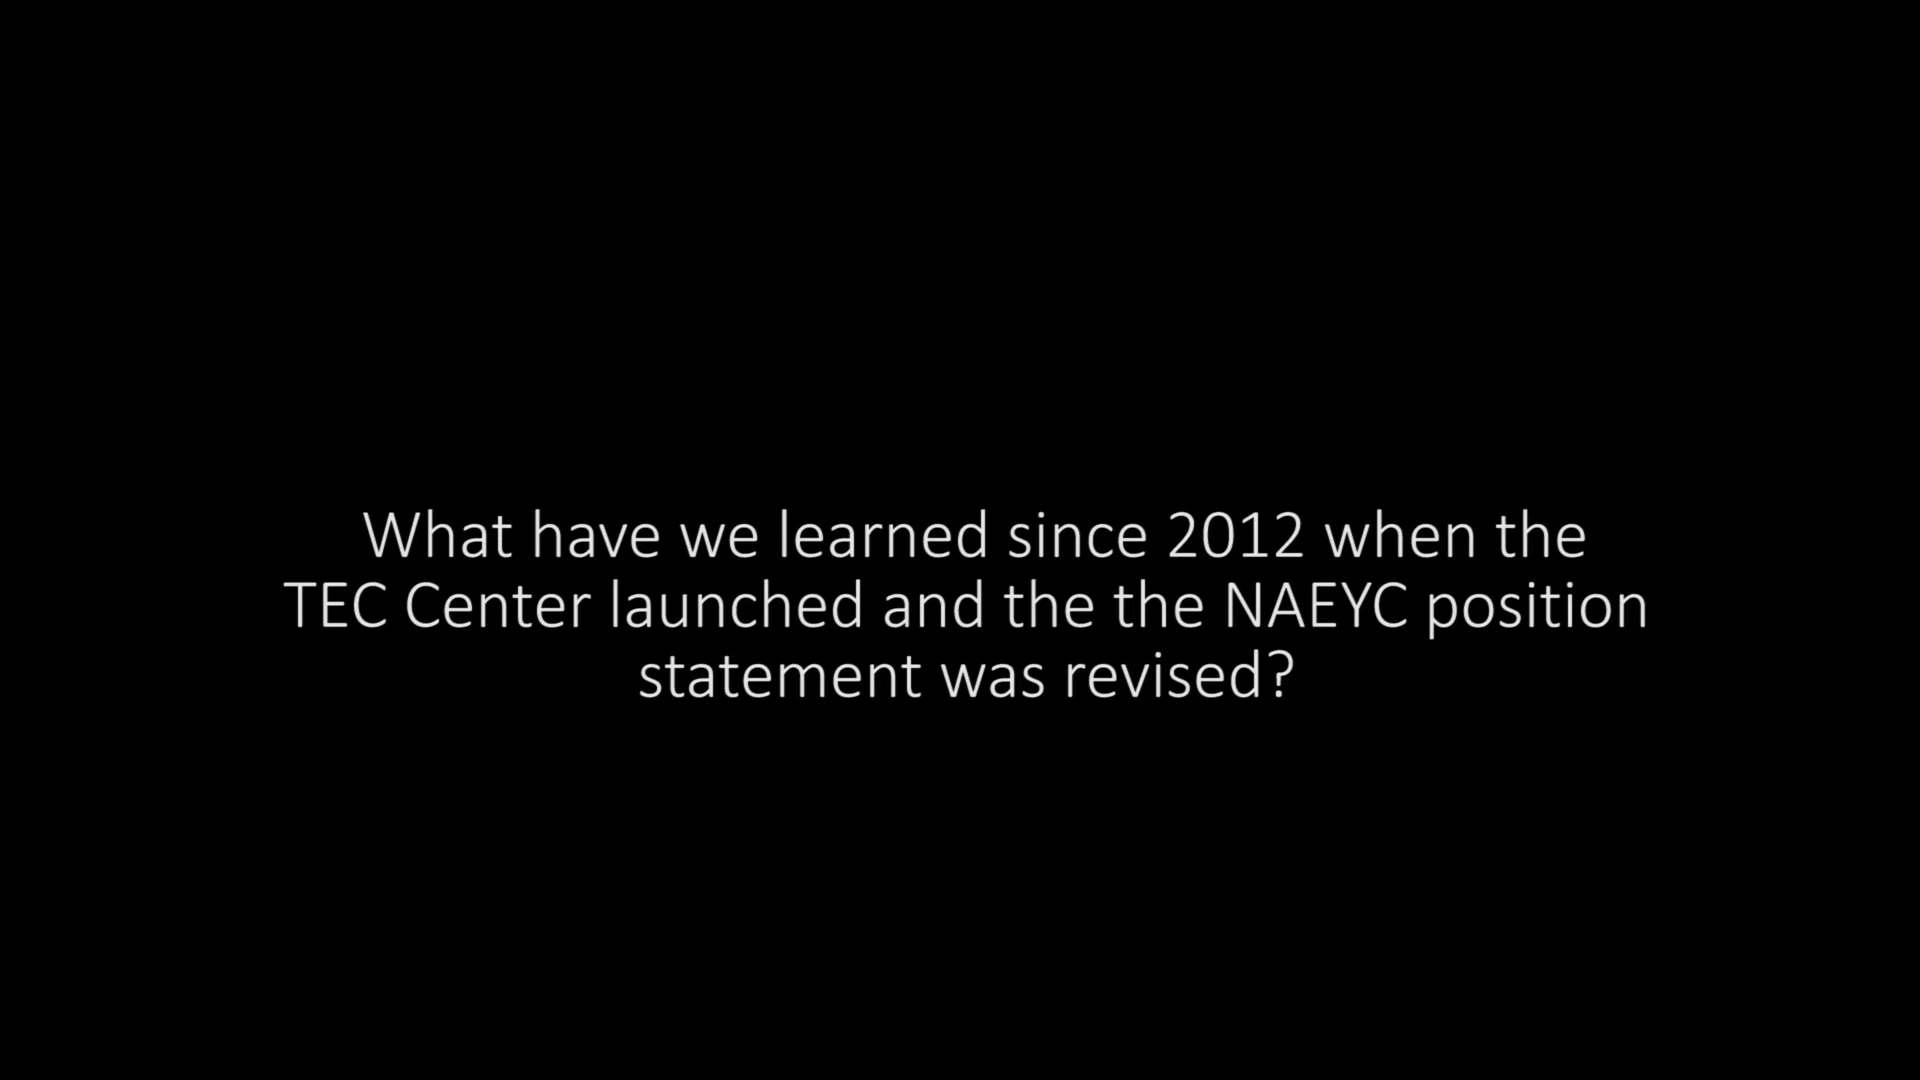 What have we learned since 2012 when the
TEC Center launched and the the NAEYC position
statement was revised?